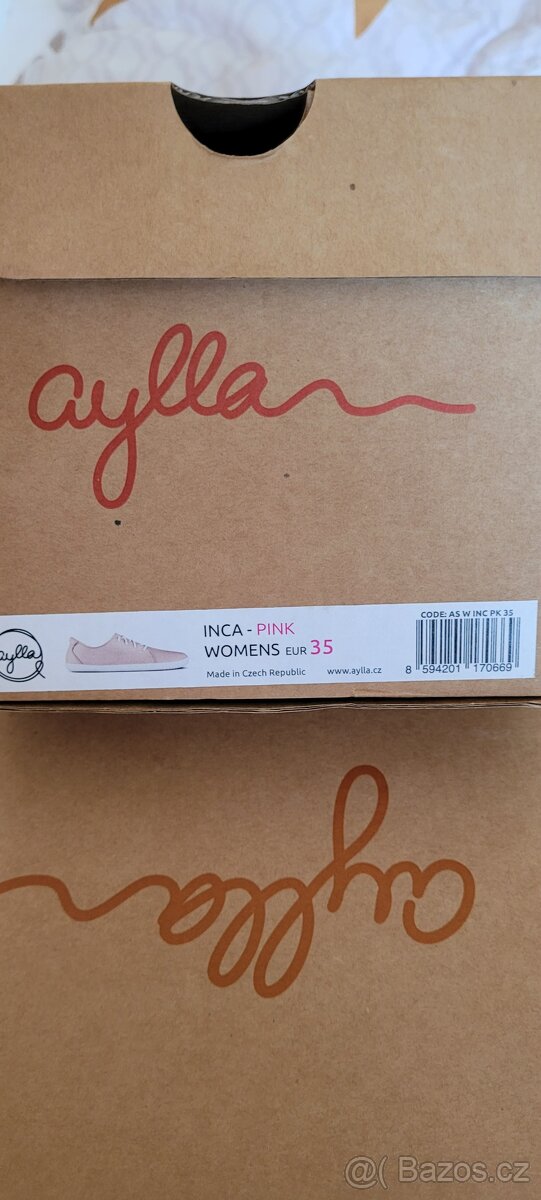 aylla
aylla
INCA - PINK
WOMENS EUR 35
Made in Czech Republic www.aylla.cz
CODE: AS W INC PK 35
8 594201 170669
aylla
@( Bazoš.cz